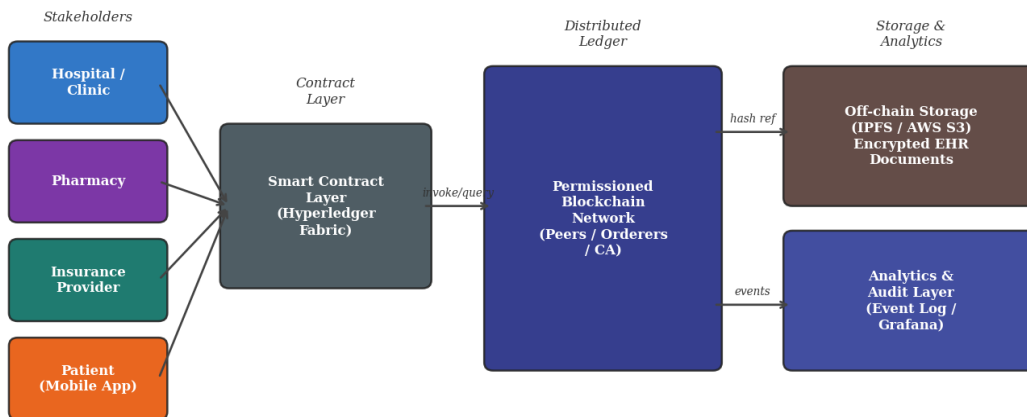 Stakeholders
Hospital /
Clinic
Pharmacy
Insurance
Provider
Patient
(Mobile App)
Contract
Layer
Smart Contract
Layer
(Hyperledger
Fabric)
invoke/query
Distributed
Ledger
Permissioned
Blockchain
Network
(Peers / Orderers
/ CA)
hash ref
events
Storage &
Analytics
Off-chain Storage
(IPFS / AWS S3)
Encrypted EHR
Documents
Analytics &
Audit Layer
(Event Log /
Grafana)